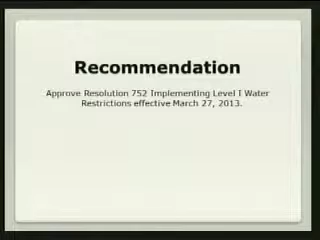 Recommendation
Approve Resolution 752 Implementing Level I Water
Restrictions effective March 27, 2013.